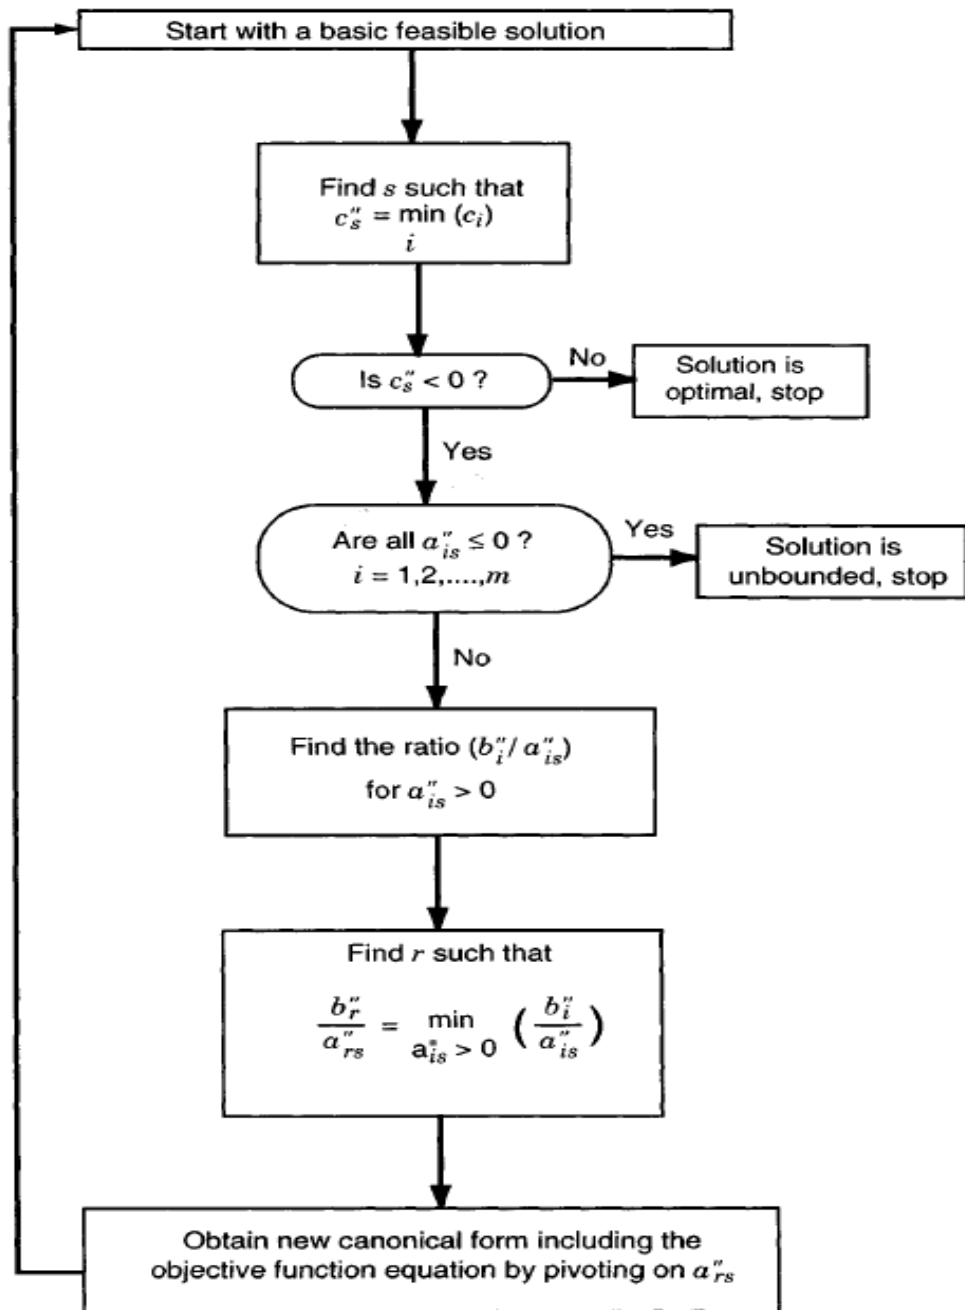 Start with a basic feasible solution
Find s such that
c″ₛ = min (cᵢ)
i
Is c″ₛ < 0 ?
No
Solution is
optimal, stop
Yes
Are all a″ᵢₛ ≤ 0 ?
i = 1,2,....,m
Yes
Solution is
unbounded, stop
No
Find the ratio (b″ᵢ/ a″ᵢₛ)
for a″ᵢₛ > 0
Find r such that
b″ᵣ / a″ᵣₛ = min (b″ᵢ / a″ᵢₛ)
a″ᵢₛ > 0
Obtain new canonical form including the
objective function equation by pivoting on a″ᵣₛ